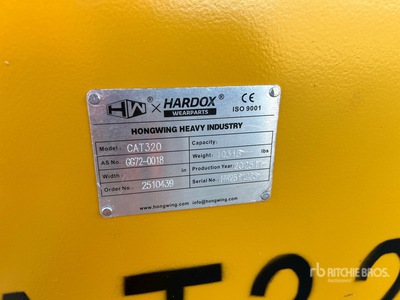 HW × HARDOX CE
WEARPARTS ISO 9001
HONGWING HEAVY INDUSTRY
Model: CAT320 Capacity:
AS No. GG72-0018 Weight: lbs
Width: in Production Year:
Order No. 2510439 Serial No.
www.hongwing.com info@hongwing.com
rb RITCHIE BROS.